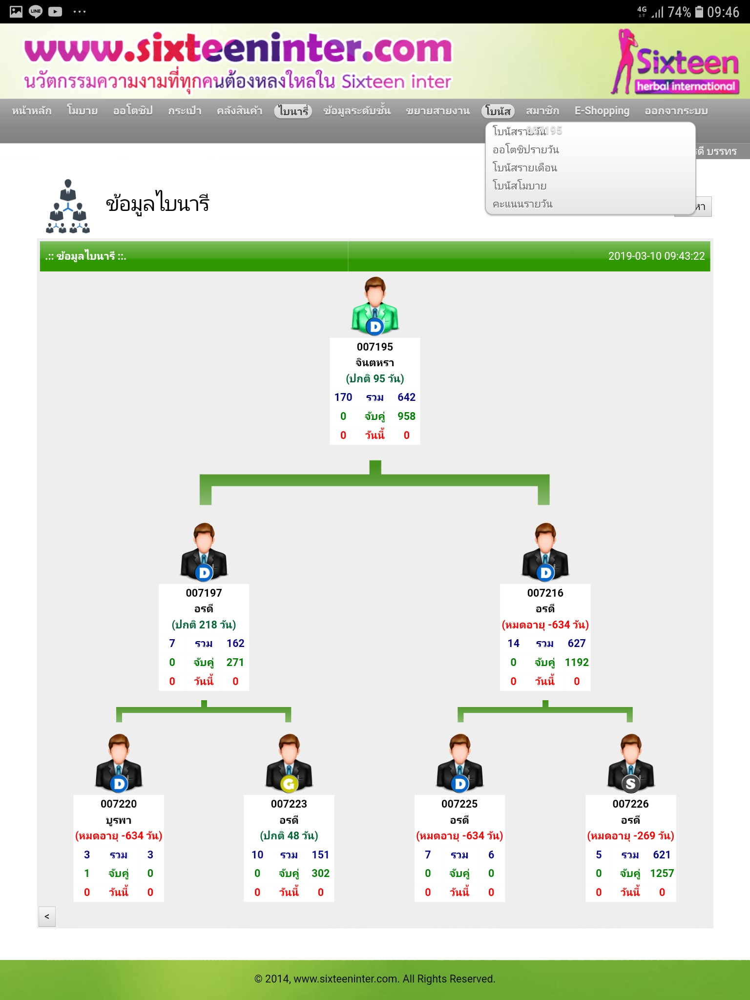 4G 74% 09:46
LINE
www.sixteeninter.com
นวัตกรรมความงามที่ทุกคนต้องหลงใหลใน Sixteen inter
Sixteen
herbal international
หน้าหลัก โมบาย ออโตชิป กระเป๋า คลังสินค้า ไบนารี่ ข้อมูลระดับชั้น ขยายสายงาน โบนัส สมาชิก E-Shopping ออกจากระบบ
007195
โบนัสรายวัน
ออโตชิปรายวัน
โบนัสรายเดือน
โบนัสโมบาย
คะแนนรายวัน
รดี บรรทร
หา
ข้อมูลไบนารี
.:: ข้อมูลไบนารี ::. 2019-03-10 09:43:22
D
007195
จินตหรา
(ปกติ 95 วัน)
170 รวม 642
0 จับคู่ 958
0 วันนี้ 0
D D
007197 007216
อรดี อรดี
(ปกติ 218 วัน) (หมดอายุ -634 วัน)
7 รวม 162 14 รวม 627
0 จับคู่ 271 0 จับคู่ 1192
0 วันนี้ 0 0 วันนี้ 0
D G D S
007220 007223 007225 007226
บูรพา อรดี อรดี อรดี
(หมดอายุ -634 วัน) (ปกติ 48 วัน) (หมดอายุ -634 วัน) (หมดอายุ -269 วัน)
3 รวม 3 10 รวม 151 7 รวม 6 5 รวม 621
1 จับคู่ 0 0 จับคู่ 302 0 จับคู่ 0 0 จับคู่ 1257
0 วันนี้ 0 0 วันนี้ 0 0 วันนี้ 0 0 วันนี้ 0
<
© 2014, www.sixteeninter.com. All Rights Reserved.